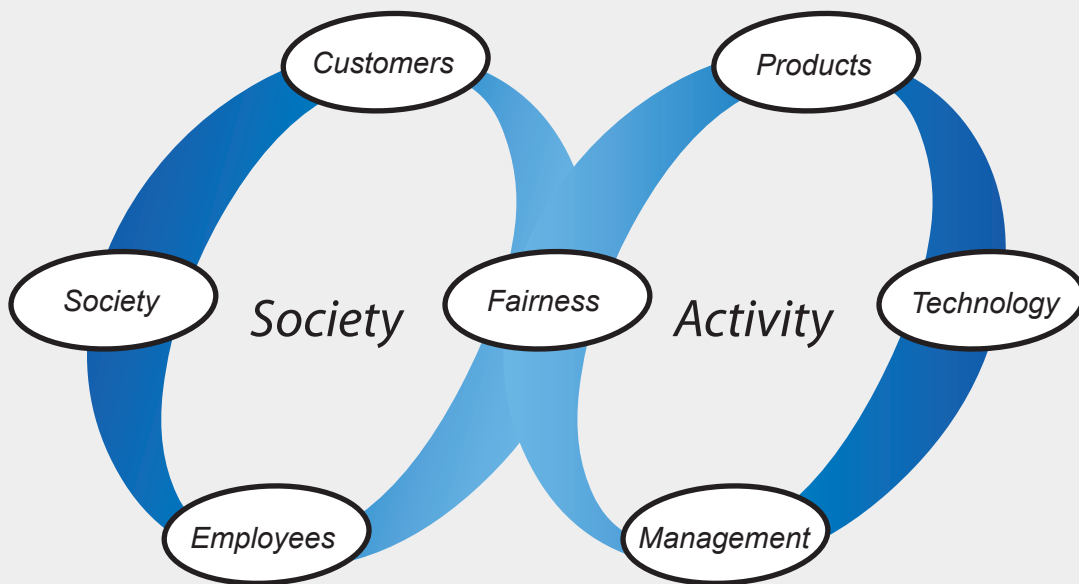 Customers
Products
Society
Society
Fairness
Activity
Technology
Employees
Management